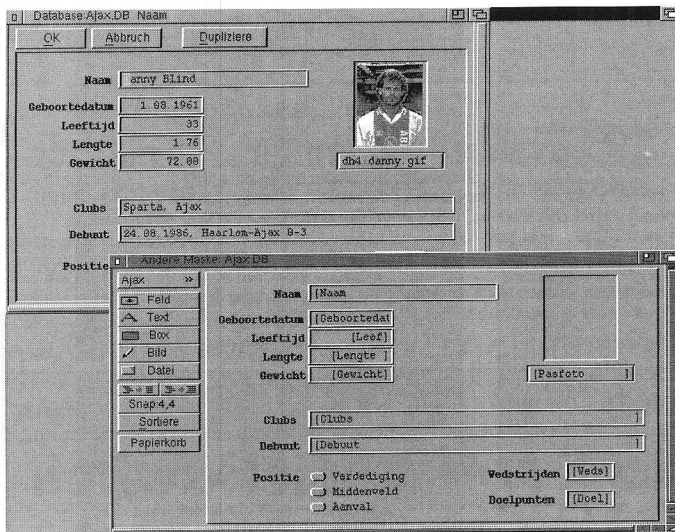 Database:Ajax.DB Naam
OK Abbruch Dupliziere
Naam anny Blind
Geboortedatum 1.08.1961
Leeftijd 33
Lengte 1.76
Gewicht 72.00
dh4:danny.gif
Clubs Sparta, Ajax
Debuut 24.08.1986, Haarlem-Ajax 0-3
Positie
Andere Maske: Ajax.DB
Ajax »
Feld
Text
Box
Bild
Datei
Snap:4,4
Sortiere
Papierkorb
Naam [Naam
Geboortedatum [Geboortedat
Leeftijd [Leef]
Lengte [Lengte ]
Gewicht [Gewicht]
[Pasfoto ]
Clubs [Clubs ]
Debuut [Debuut ]
Positie Verdediging
Middenveld
Aanval
Wedstrijden [Weds]
Doelpunten [Doel]